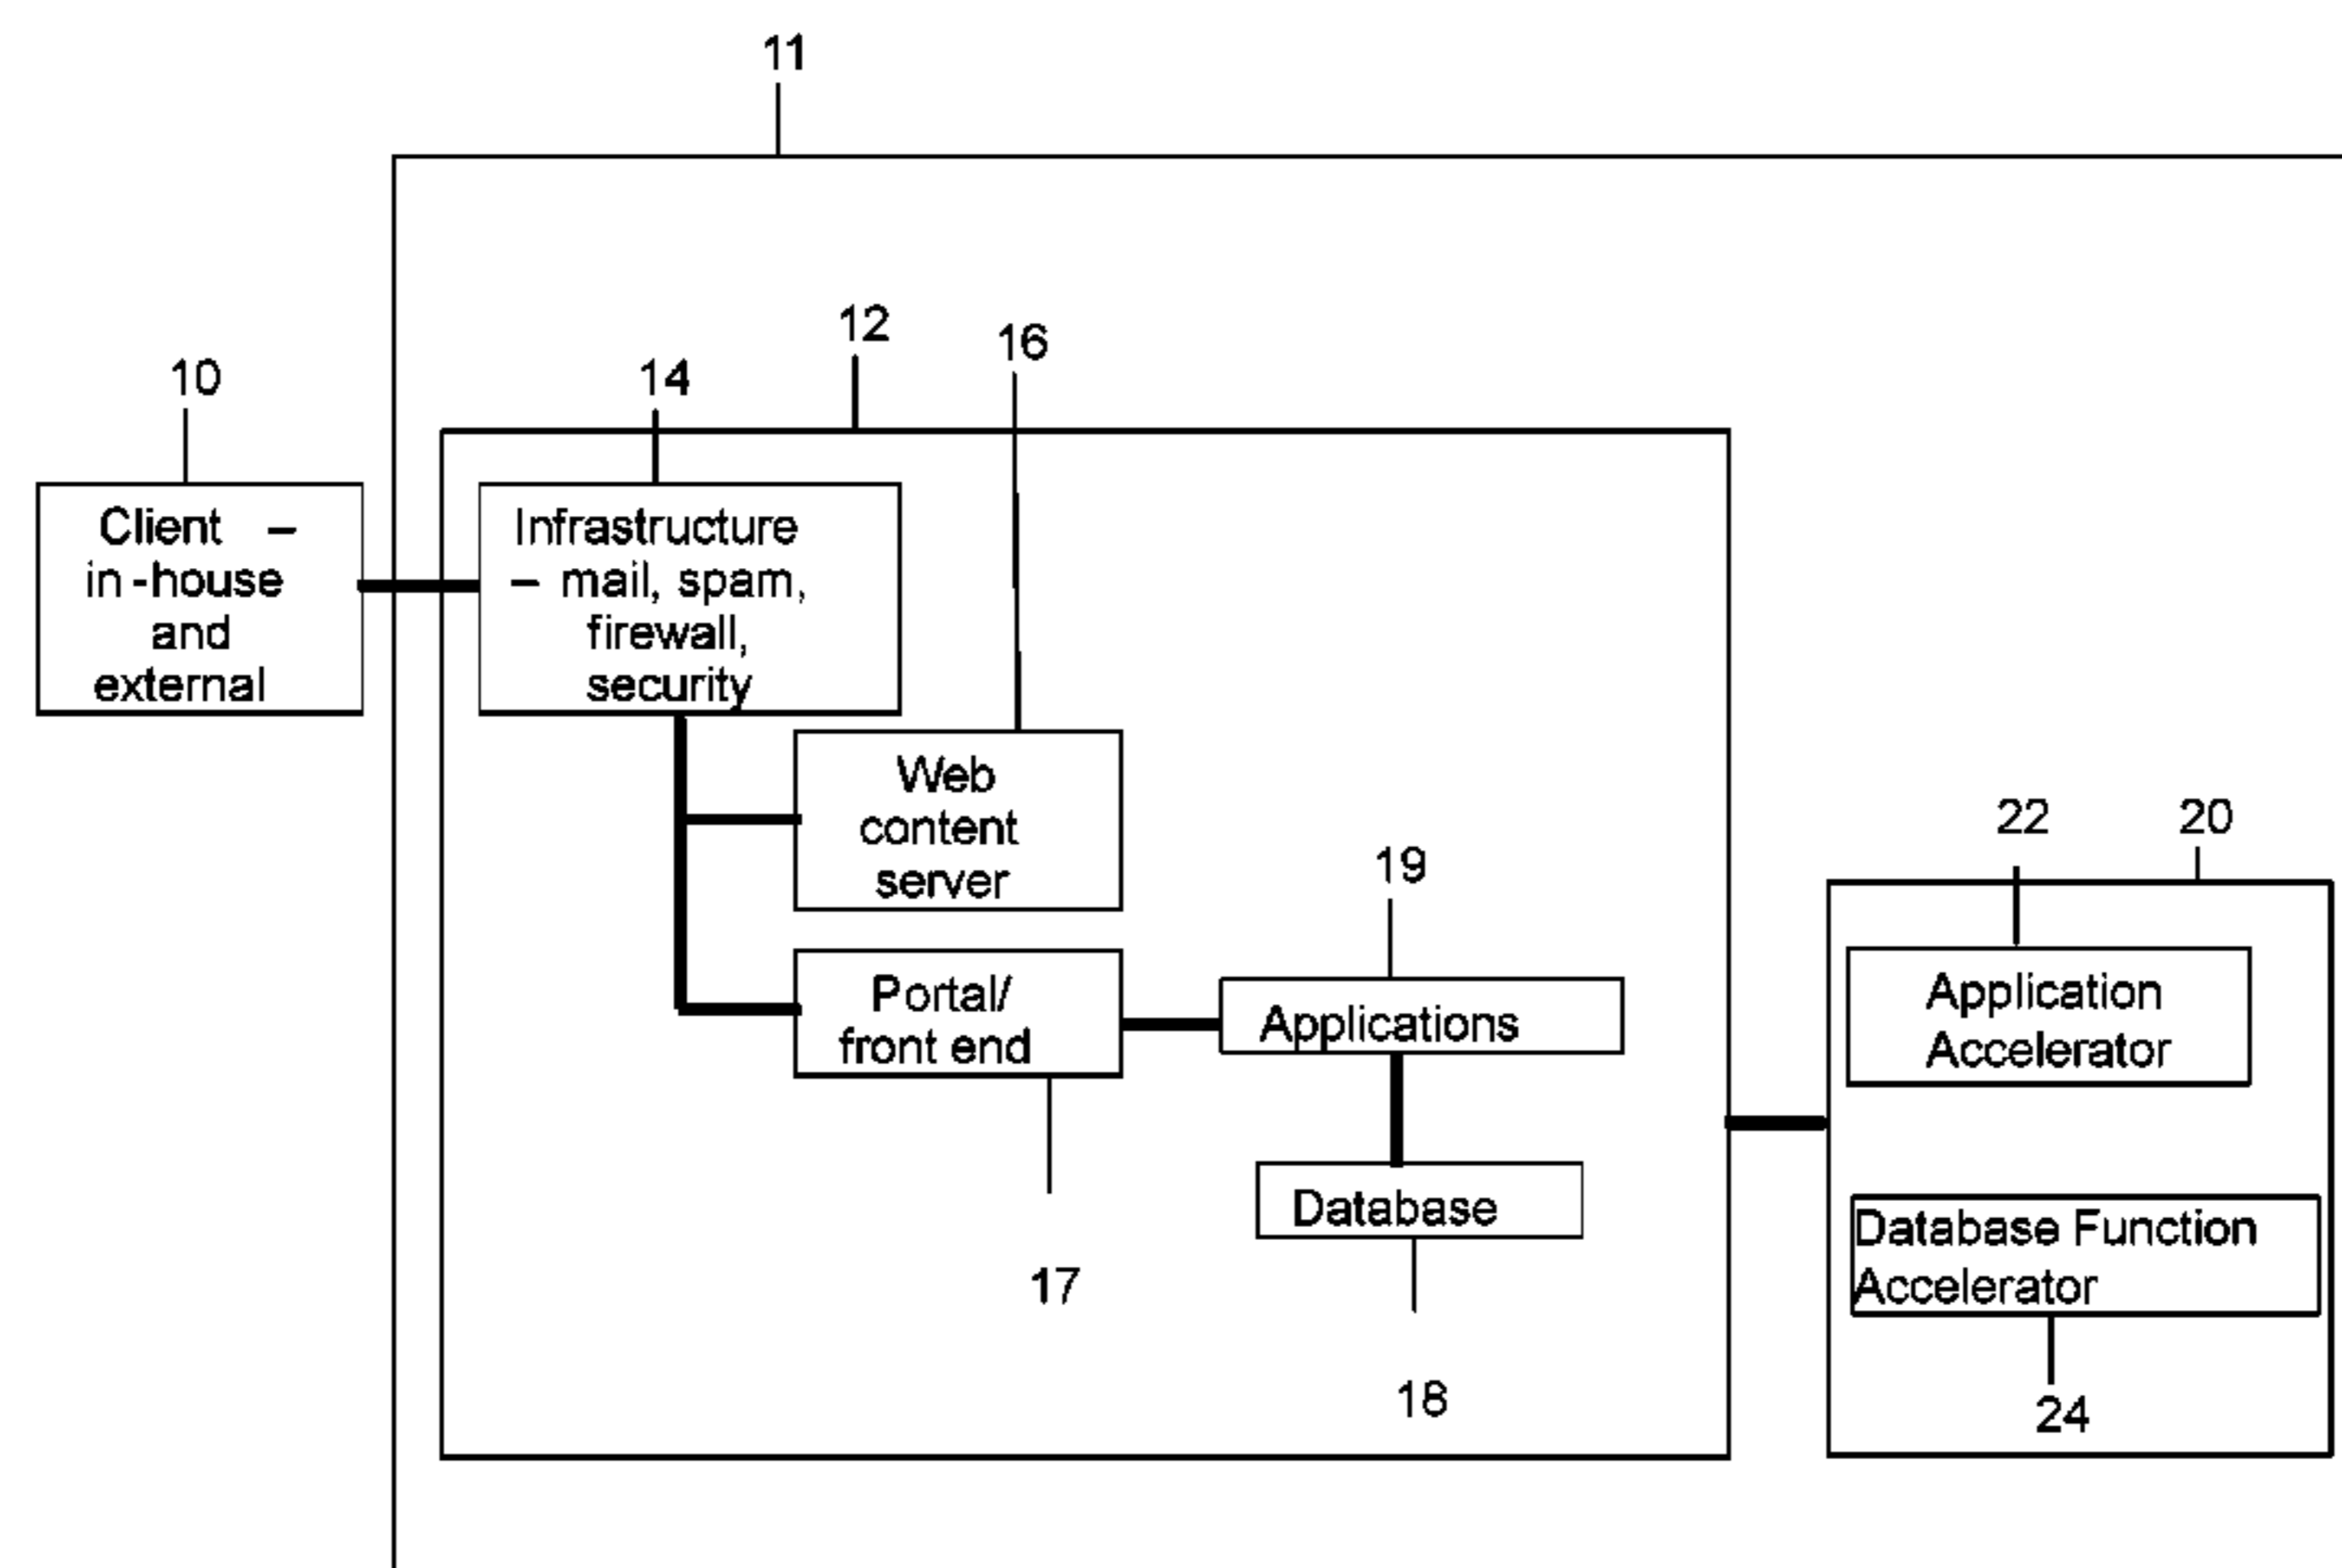 11
12
16
10
14
Client –
in-house
and
external
Infrastructure
– mail, spam,
firewall,
security
Web
content
server
22
20
19
Portal/
front end
Applications
Application
Accelerator
Database
Database Function
Accelerator
17
18
24